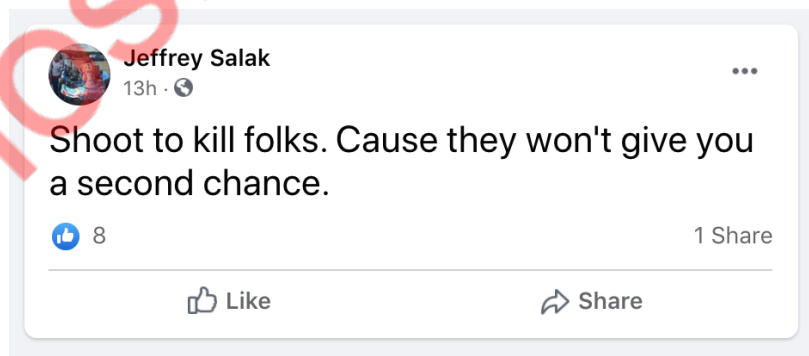 Jeffrey Salak
13h ·
Shoot to kill folks. Cause they won't give you
a second chance.
8 1 Share
Like Share